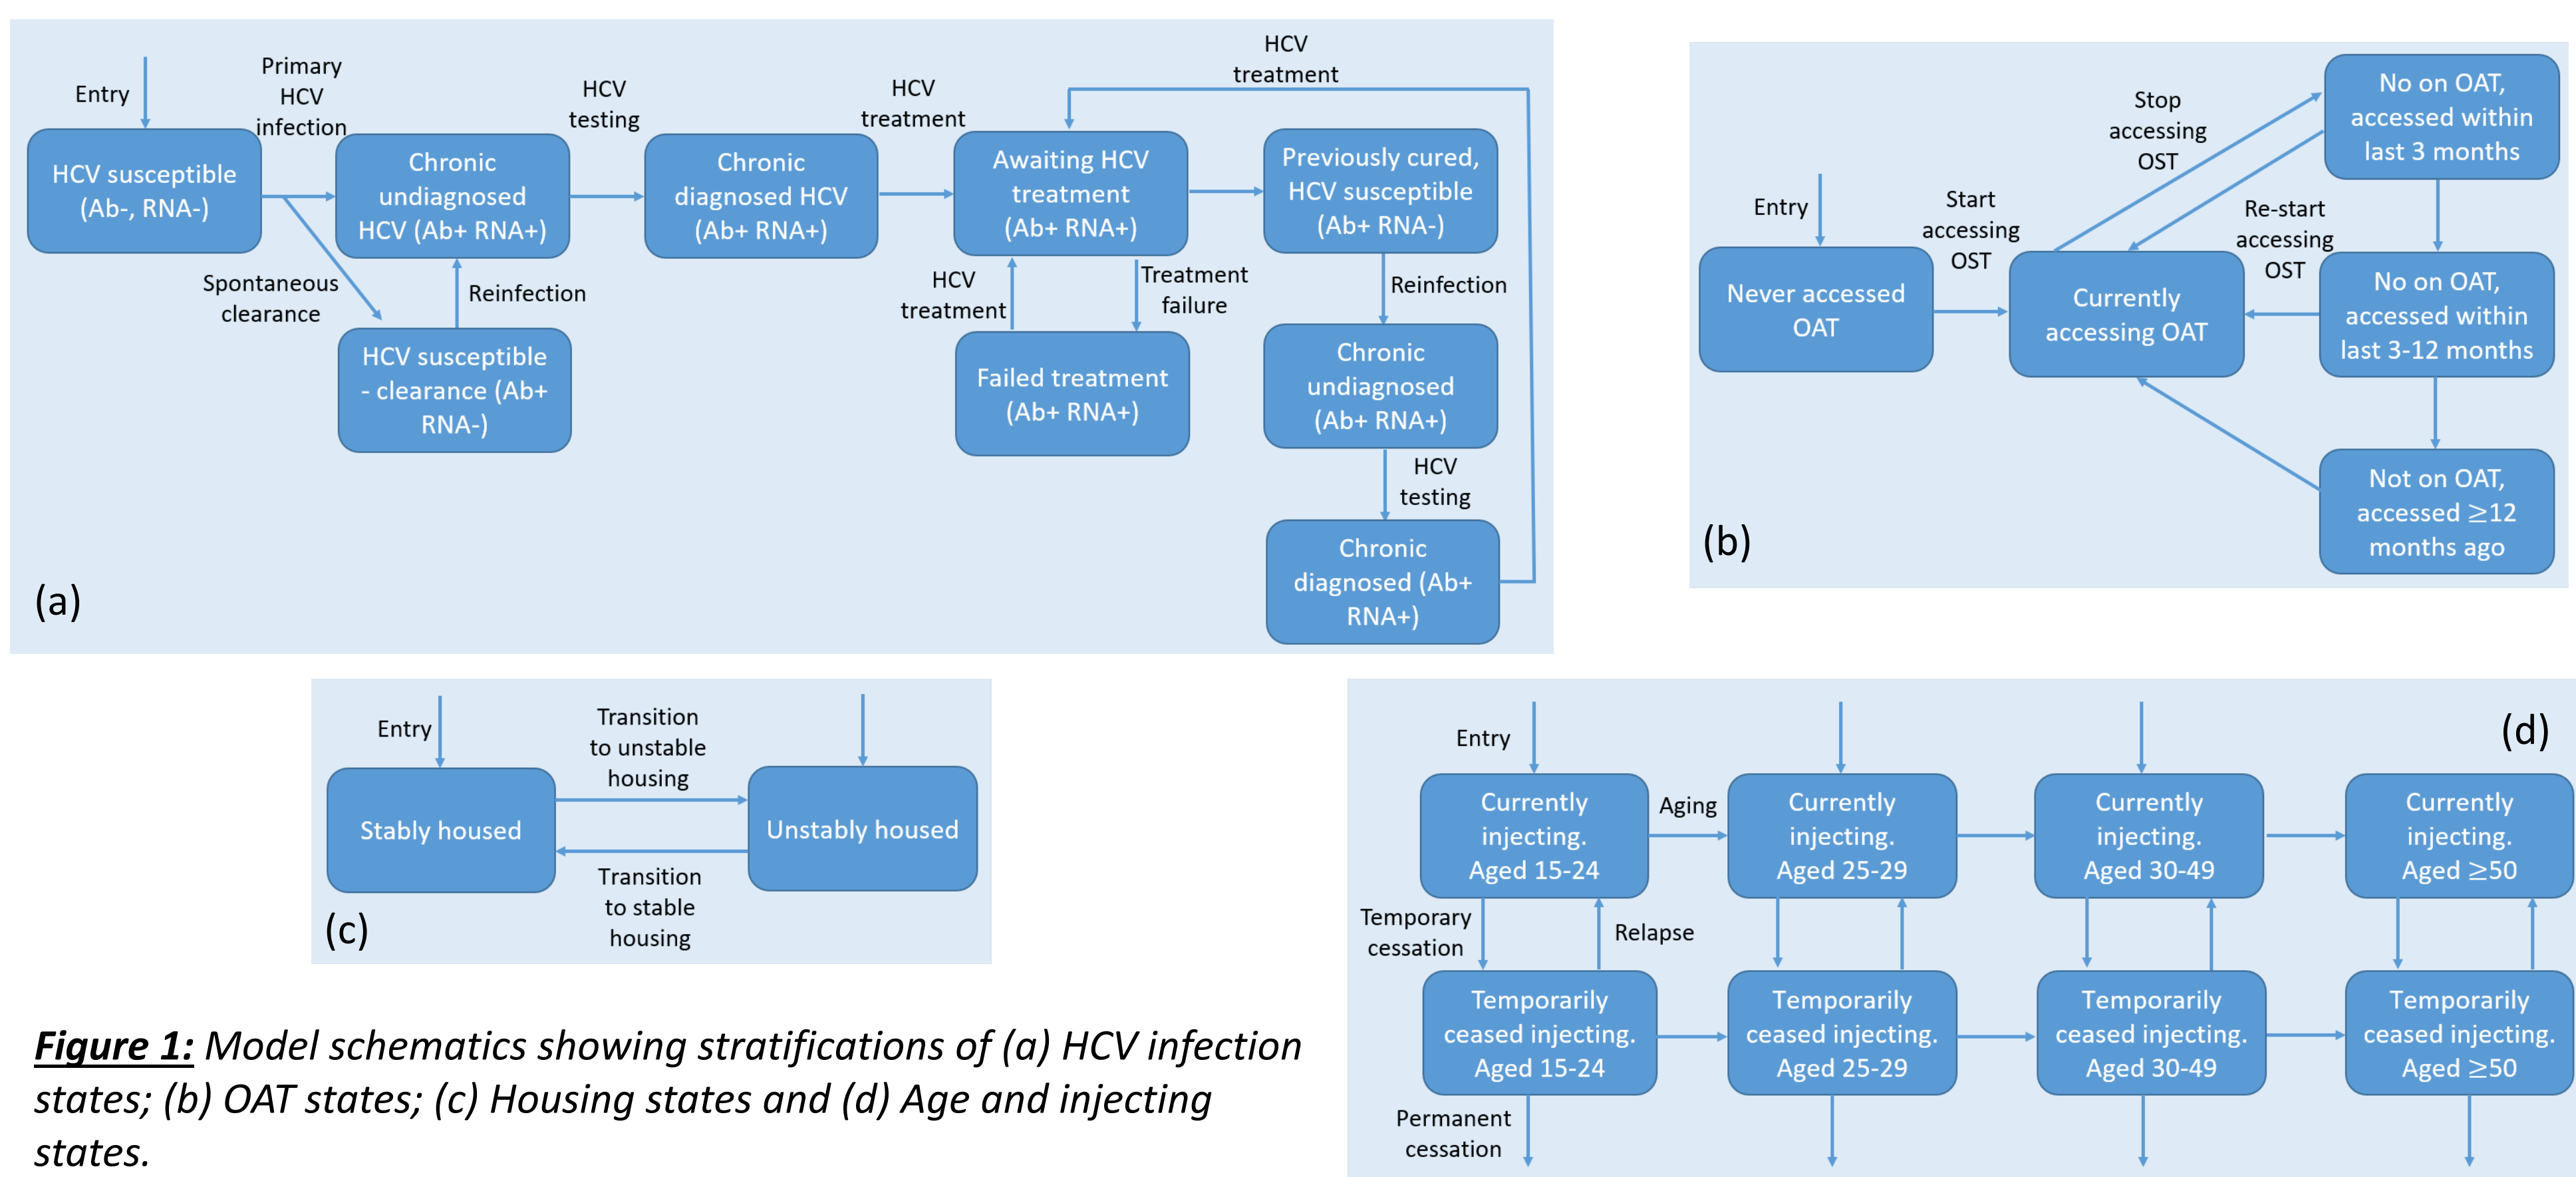 Entry
Primary
HCV
infection
HCV
testing
HCV
treatment
HCV
treatment
HCV susceptible
(Ab-, RNA-)
Chronic
undiagnosed
HCV (Ab+ RNA+)
Chronic
diagnosed HCV
(Ab+ RNA+)
Awaiting HCV
treatment
(Ab+ RNA+)
Previously cured,
HCV susceptible
(Ab+ RNA-)
Spontaneous
clearance
Reinfection
HCV
treatment
Treatment
failure
Reinfection
HCV susceptible
- clearance (Ab+
RNA-)
Failed treatment
(Ab+ RNA+)
Chronic
undiagnosed
(Ab+ RNA+)
HCV
testing
Chronic
diagnosed (Ab+
RNA+)
(a)
Entry
Start
accessing
OST
Stop
accessing
OST
Re-start
accessing
OST
No on OAT,
accessed within
last 3 months
Never accessed
OAT
Currently
accessing OAT
No on OAT,
accessed within
last 3-12 months
Not on OAT,
accessed ≥12
months ago
(b)
Entry
Transition
to unstable
housing
Stably housed
Unstably housed
Transition
to stable
housing
(c)
Entry
(d)
Currently
injecting.
Aged 15-24
Aging
Currently
injecting.
Aged 25-29
Currently
injecting.
Aged 30-49
Currently
injecting.
Aged ≥50
Temporary
cessation
Relapse
Temporarily
ceased injecting.
Aged 15-24
Temporarily
ceased injecting.
Aged 25-29
Temporarily
ceased injecting.
Aged 30-49
Temporarily
ceased injecting.
Aged ≥50
Permanent
cessation
Figure 1: Model schematics showing stratifications of (a) HCV infection
states; (b) OAT states; (c) Housing states and (d) Age and injecting
states.